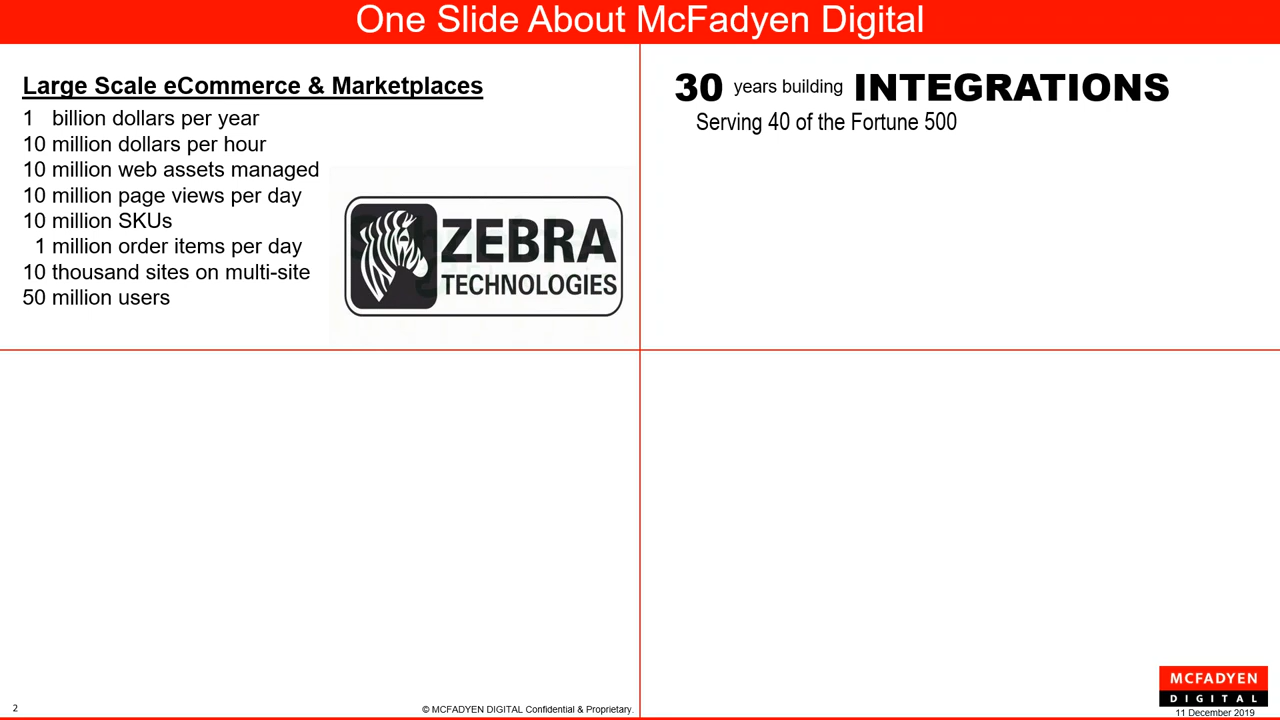 One Slide About McFadyen Digital
Large Scale eCommerce & Marketplaces
1 billion dollars per year
10 million dollars per hour
10 million web assets managed
10 million page views per day
10 million SKUs
1 million order items per day
10 thousand sites on multi-site
50 million users
ZEBRA
TECHNOLOGIES
30 years building INTEGRATIONS
Serving 40 of the Fortune 500
2
© MCFADYEN DIGITAL Confidential & Proprietary.
MCFADYEN
DIGITAL
11 December 2019